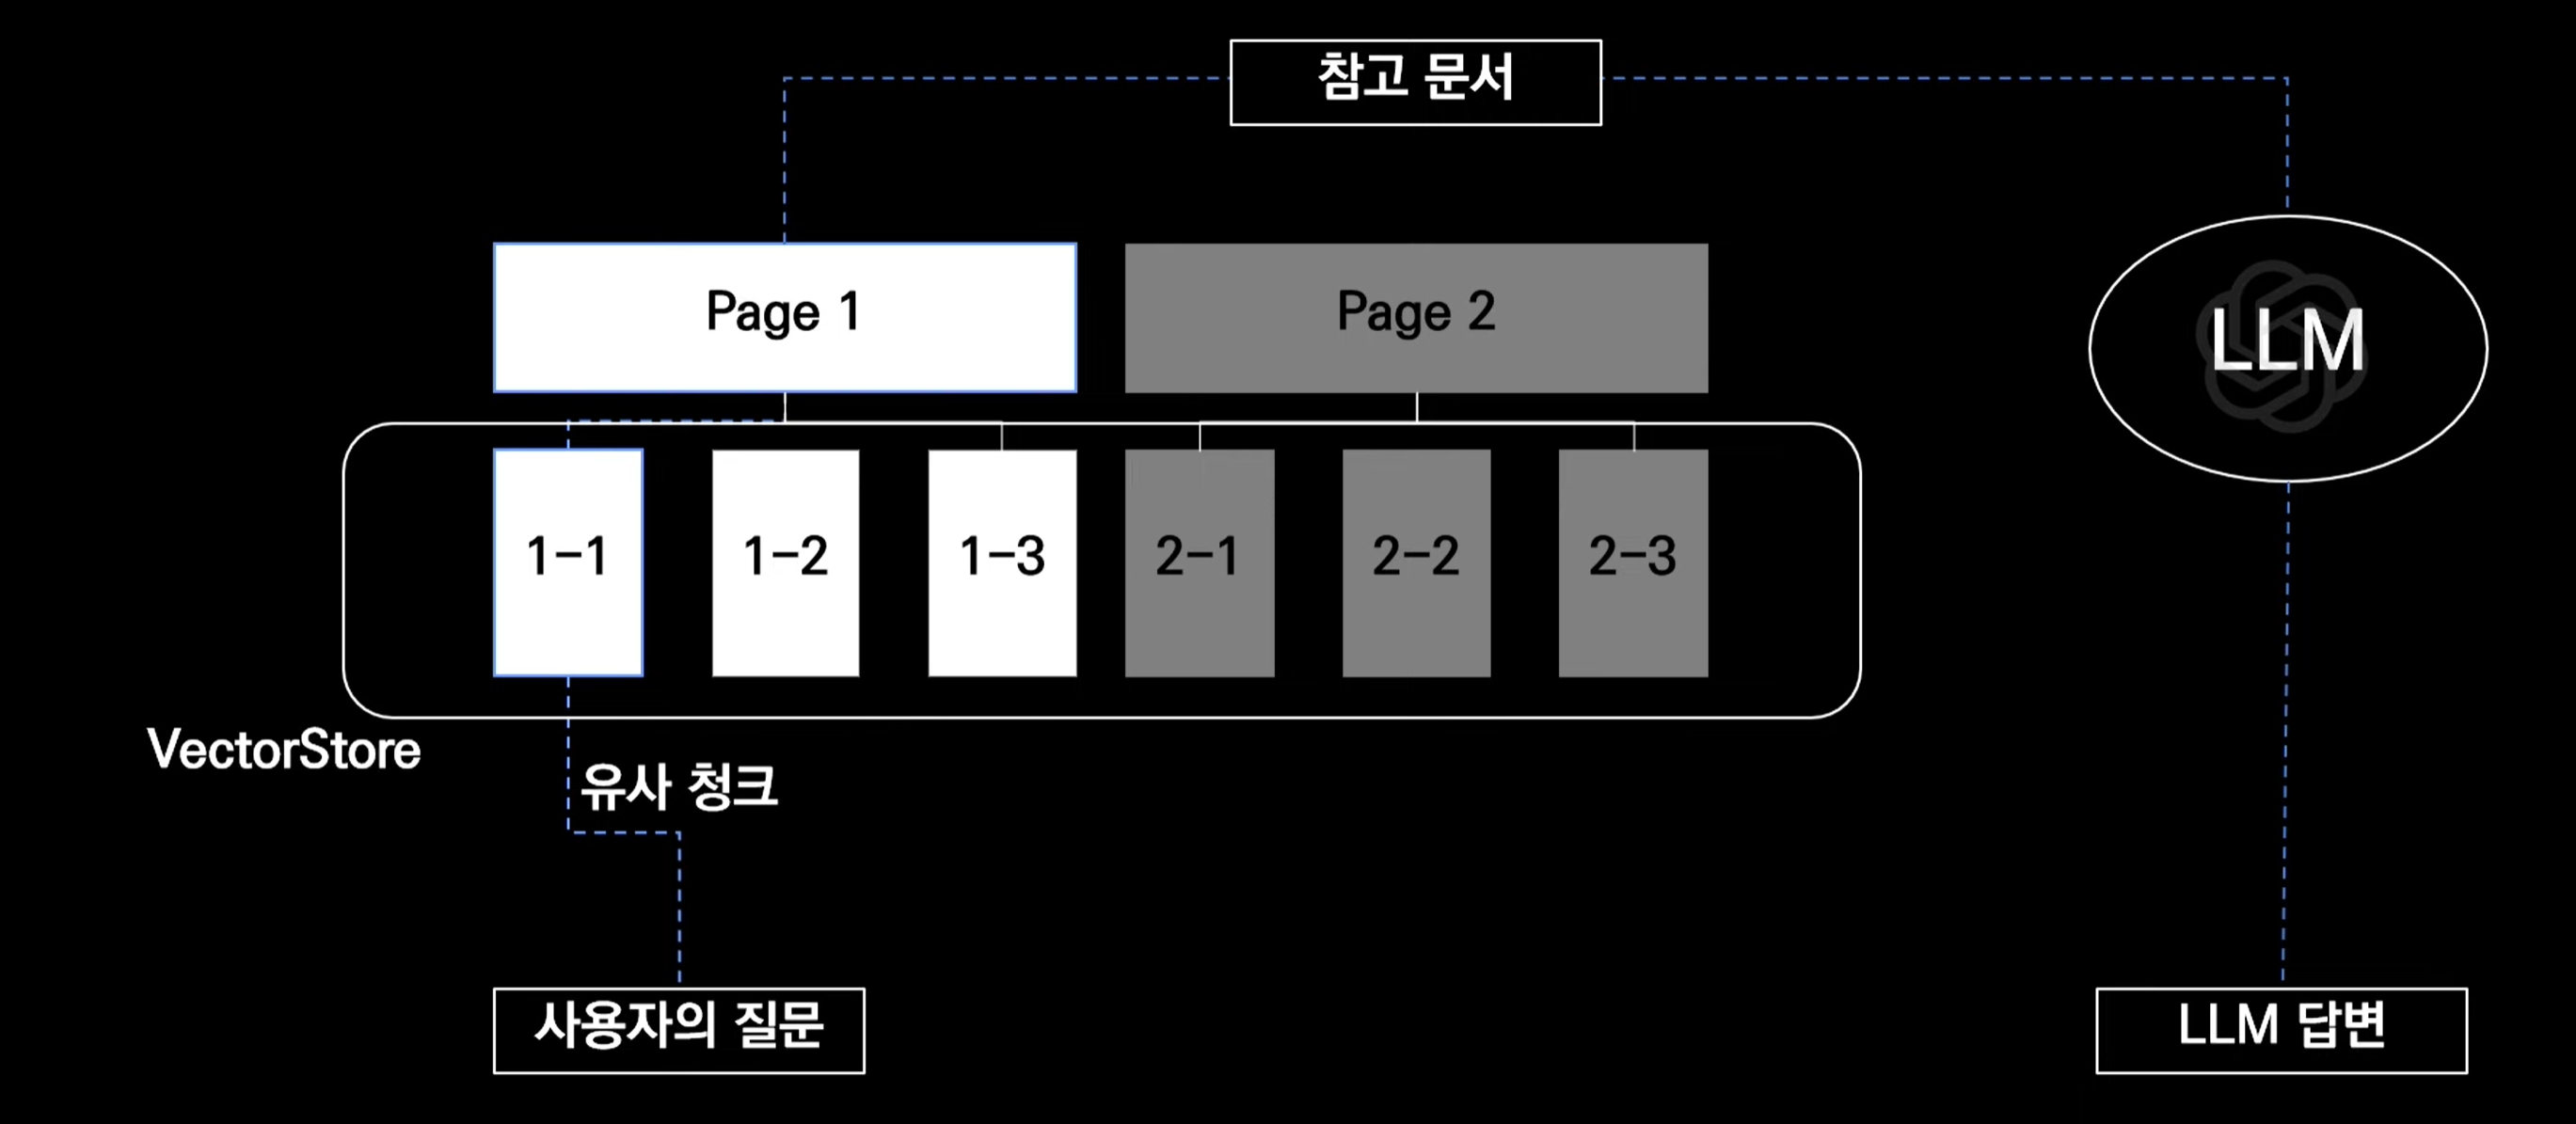 참고 문서
Page 1
Page 2
LLM
1-1
1-2
1-3
2-1
2-2
2-3
VectorStore
유사 청크
사용자의 질문
LLM 답변